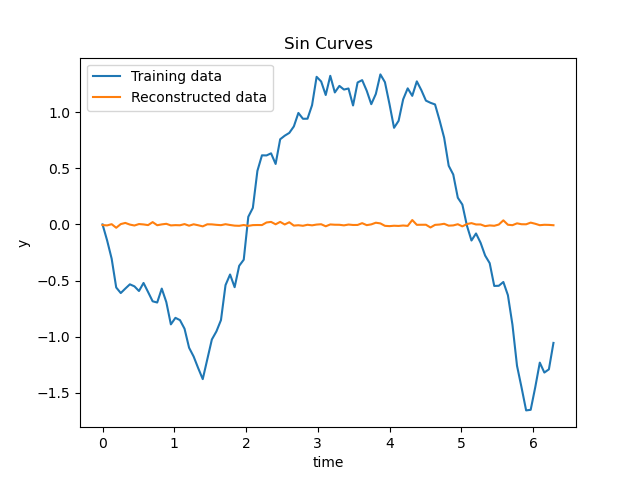 Sin Curves
Training data
Reconstructed data
1.0
0.5
0.0
−0.5
−1.0
−1.5
y
0 1 2 3 4 5 6
time